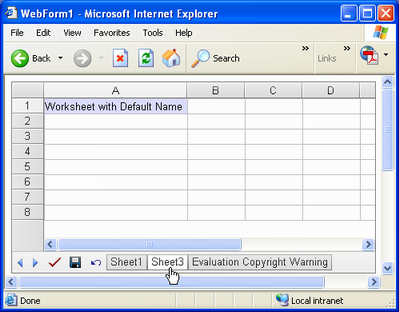 WebForm1 - Microsoft Internet Explorer
File Edit View Favorites Tools Help
Back Search Links
A B C D
1 Worksheet with Default Name
2
3
4
5
6
7
8
Sheet1 Sheet3 Evaluation Copyright Warning
Done Local intranet